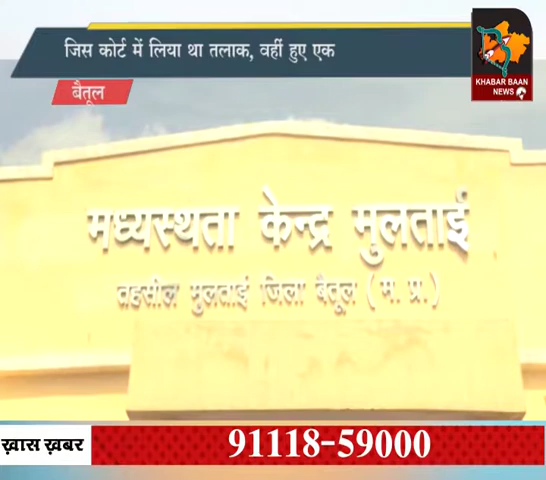 जिस कोर्ट में लिया था तलाक, वहीं हुए एक
KHABAR BAAN
NEWS
बैतूल
मध्यस्थता केन्द्र मुलताई
तहसील मुलताई जिला बैतूल ( म. प्र. )
ख़ास ख़बर
91118-59000